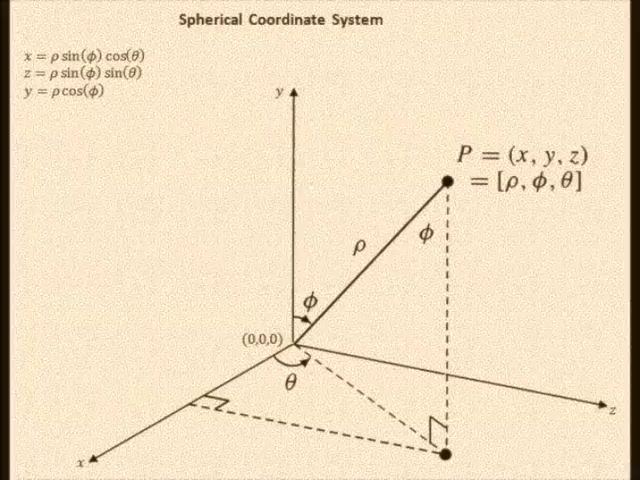 Spherical Coordinate System
x = ρ sin(ϕ) cos(θ)
z = ρ sin(ϕ) sin(θ)
y = ρ cos(ϕ)
y
P = (x, y, z)
= [ρ, ϕ, θ]
ϕ
ρ
ϕ
(0,0,0)
θ
z
x